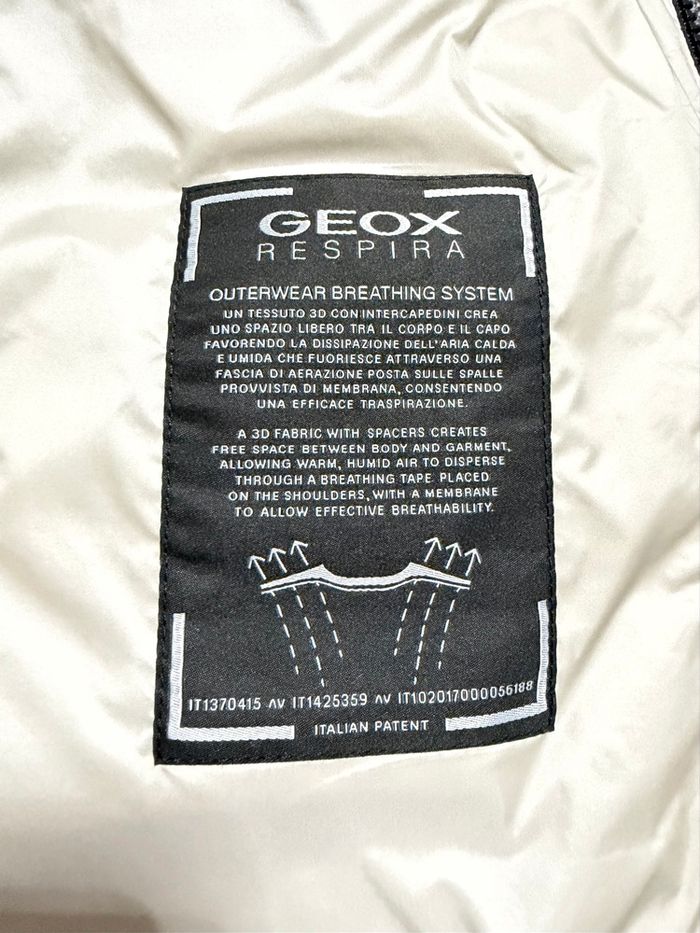 GEOX
RESPIRA
OUTERWEAR BREATHING SYSTEM
UN TESSUTO 3D CON INTERCAPEDINI CREA
UNO SPAZIO LIBERO TRA IL CORPO E IL CAPO
FAVORENDO LA DISSIPAZIONE DELL'ARIA CALDA
E UMIDA CHE FUORIESCE ATTRAVERSO UNA
FASCIA DI AERAZIONE POSTA SULLE SPALLE
PROVVISTA DI MEMBRANA, CONSENTENDO
UNA EFFICACE TRASPIRAZIONE.
A 3D FABRIC WITH SPACERS CREATES
FREE SPACE BETWEEN BODY AND GARMENT,
ALLOWING WARM, HUMID AIR TO DISPERSE
THROUGH A BREATHING TAPE PLACED
ON THE SHOULDERS, WITH A MEMBRANE
TO ALLOW EFFECTIVE BREATHABILITY.
IT1370415 AV IT1425359 AV IT102017000056188
ITALIAN PATENT